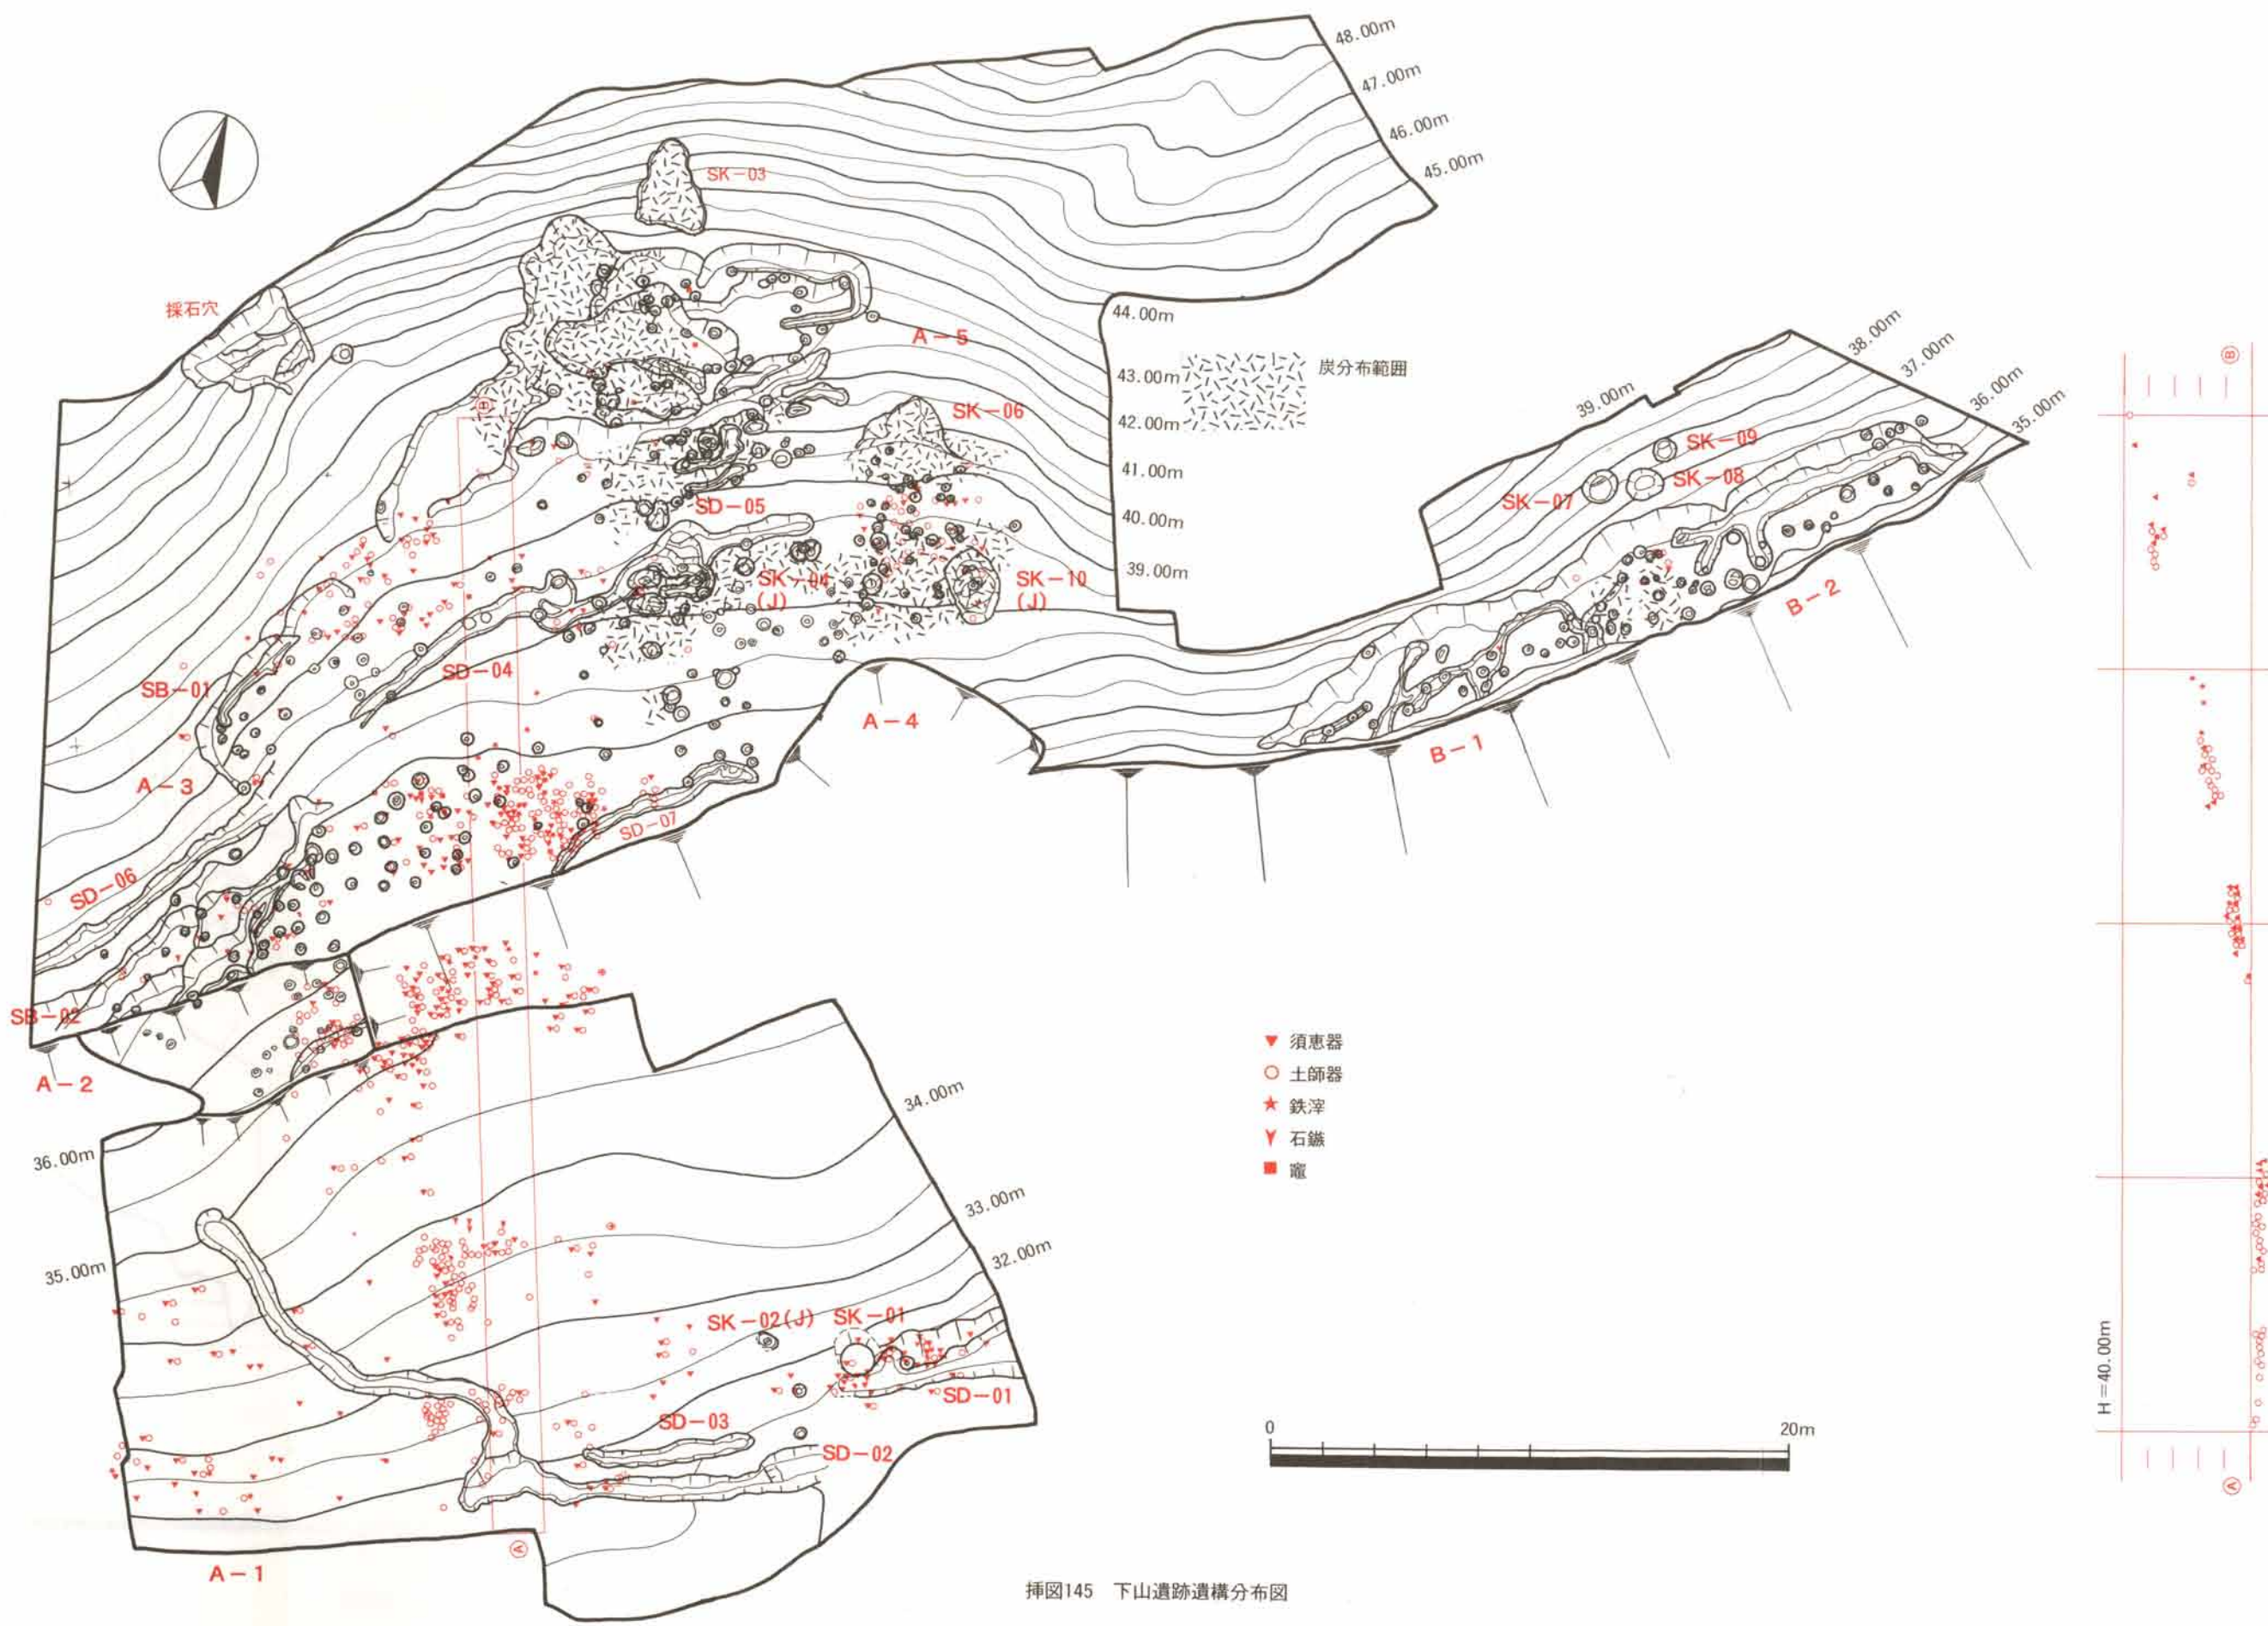 48.00m
47.00m
46.00m
45.00m
SK-03
採石穴
A-5
44.00m
43.00m
42.00m
41.00m
40.00m
39.00m
炭分布範囲
SK-06
SD-05
SK-04
(J)
SK-10
(J)
SD-04
SB-01
A-3
A-4
SD-07
SD-06
SB-02
A-2
39.00m
38.00m
37.00m
36.00m
35.00m
SK-09
SK-08
SK-07
B-2
B-1
Ⓑ
Ⓑ
36.00m
35.00m
34.00m
33.00m
32.00m
SK-02(J)
SK-01
SD-01
SD-03
SD-02
A-1
Ⓐ
須恵器
土師器
鉄滓
石鏃
竈
0
20m
H=40.00m
Ⓐ
挿図145 下山遺跡遺構分布図